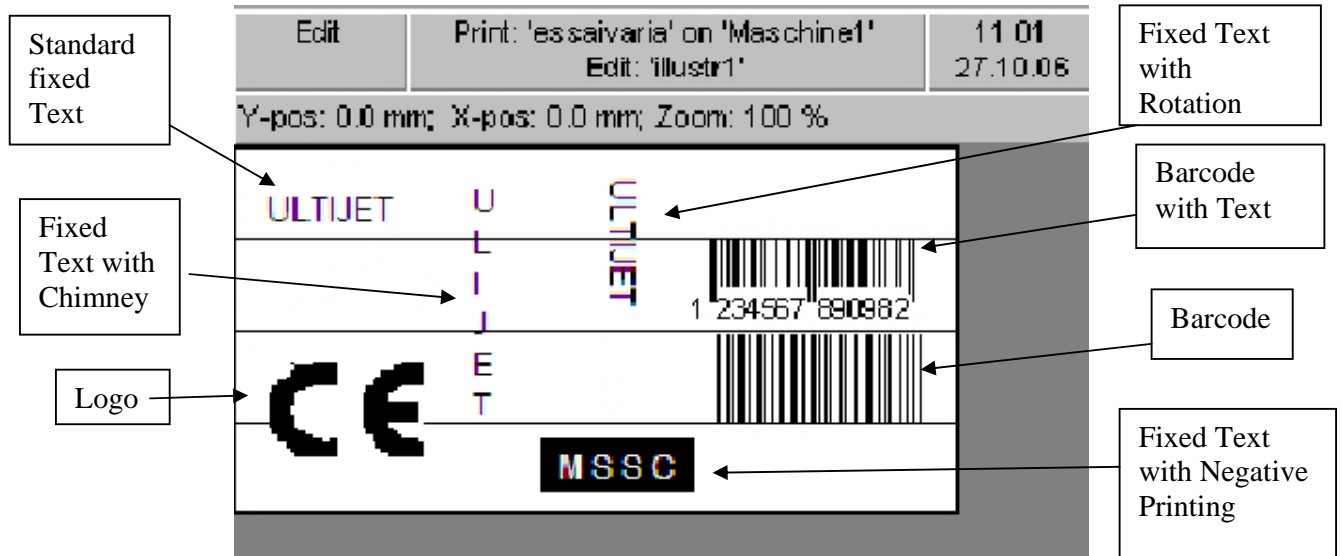 Standard
fixed
Text
Fixed
Text with
Chimney
Logo
Edit
Print: 'essaivaria' on 'Maschine1'
Edit: 'illustr1'
11 01
27.10.06
Y-pos: 0.0 mm; X-pos: 0.0 mm; Zoom: 100 %
ULTIJET
U
L
I
J
E
T
ULTIJET
1 234567 890982
CE
MSSC
Fixed Text
with
Rotation
Barcode
with Text
Barcode
Fixed Text
with Negative
Printing